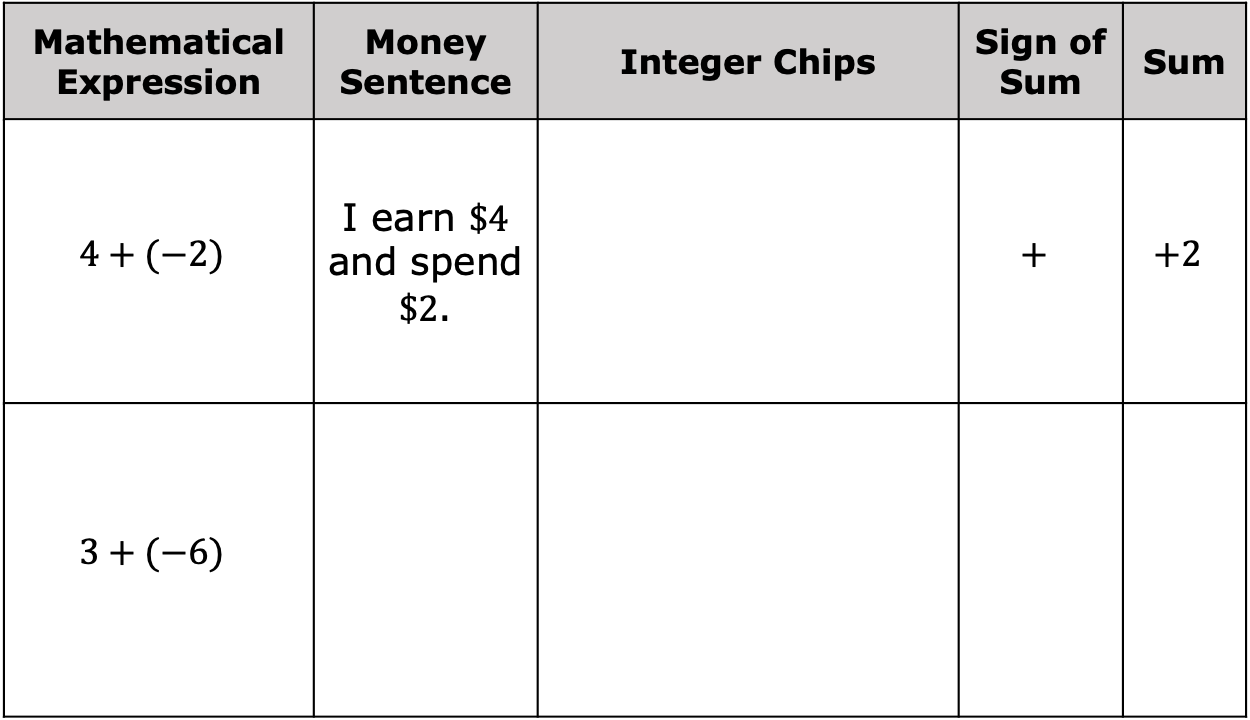 Mathematical
Expression
Money
Sentence
Integer Chips
Sign of
Sum
Sum
4 + (−2)
I earn $4
and spend
$2.
+
+2
3 + (−6)